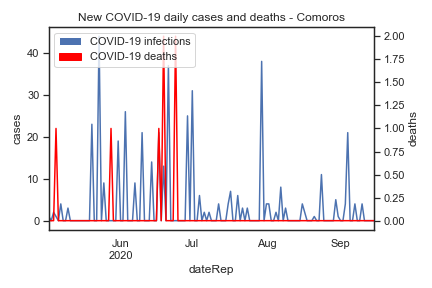 New COVID-19 daily cases and deaths - Comoros
COVID-19 infections
COVID-19 deaths
cases
40
30
20
10
0
deaths
2.00
1.75
1.50
1.25
1.00
0.75
0.50
0.25
0.00
Jun
2020
Jul
Aug
Sep
dateRep